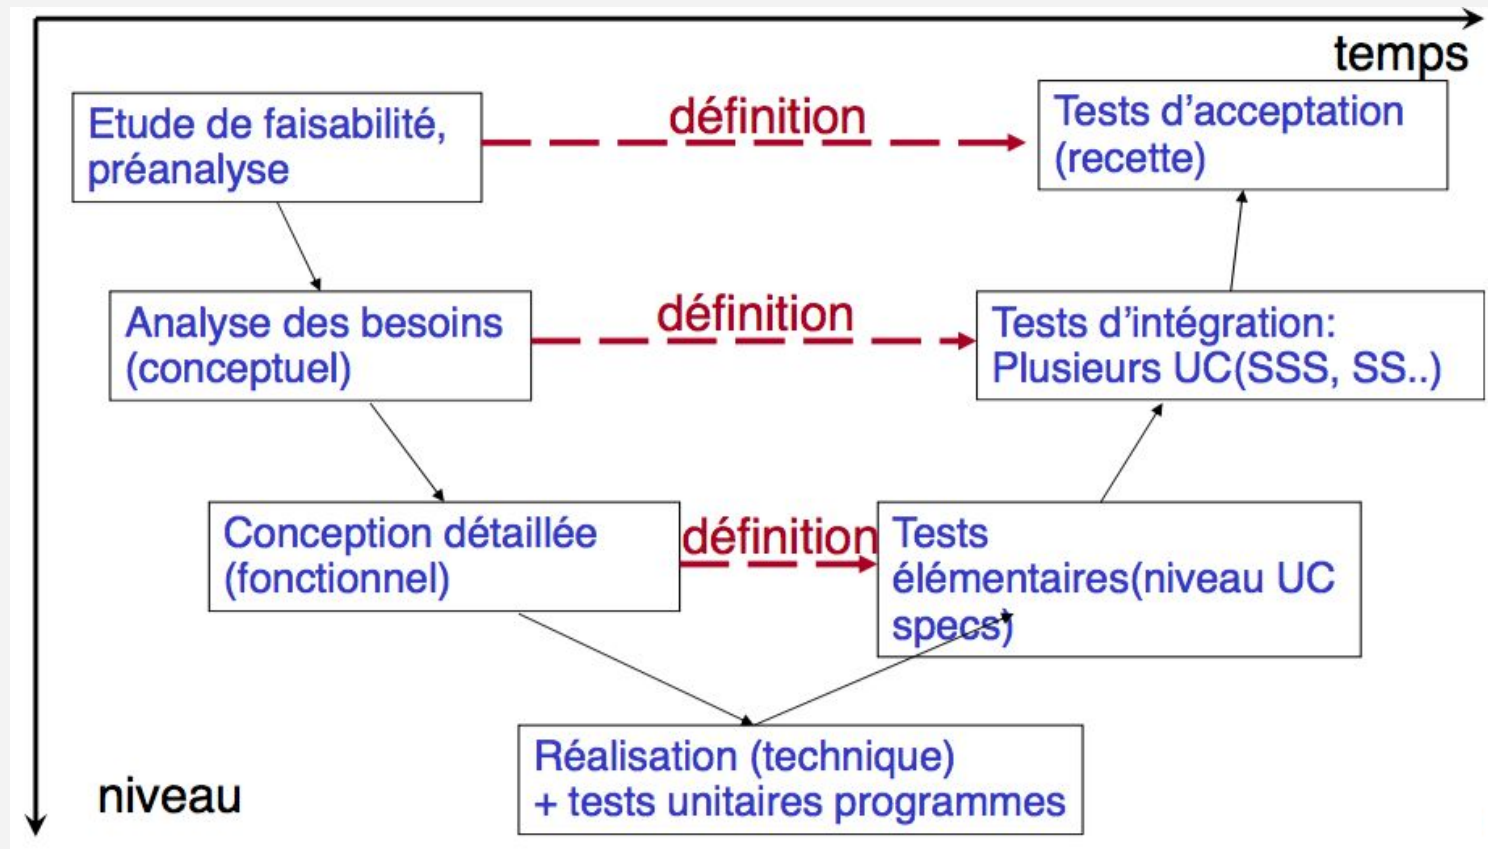 temps
Etude de faisabilité,
préanalyse
définition
Tests d’acceptation
(recette)
Analyse des besoins
(conceptuel)
définition
Tests d’intégration:
Plusieurs UC(SSS, SS..)
Conception détaillée
(fonctionnel)
définition
Tests
élémentaires(niveau UC
specs)
Réalisation (technique)
+ tests unitaires programmes
niveau